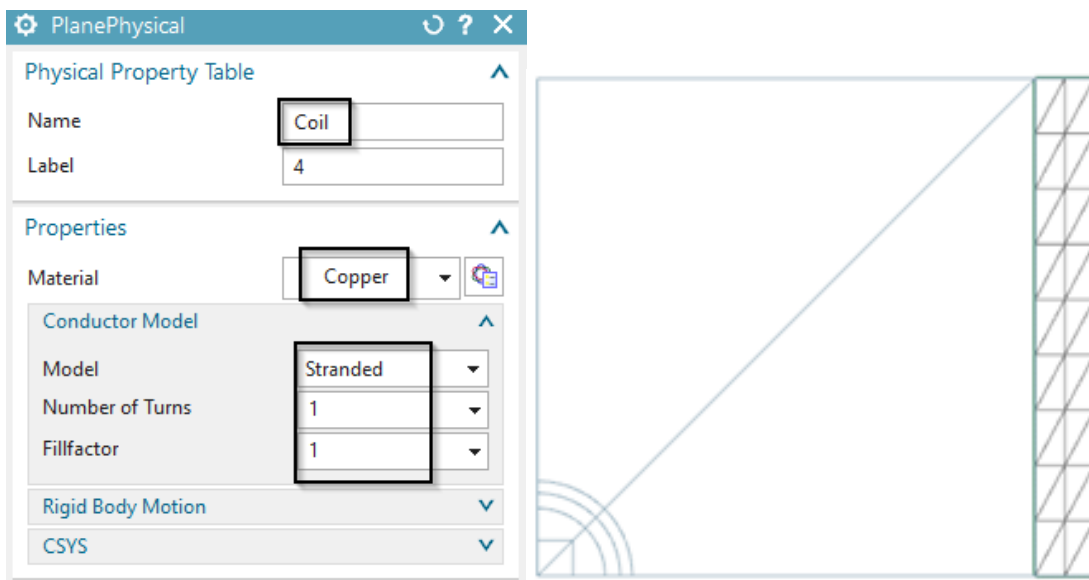 PlanePhysical ?
Physical Property Table
Name Coil
Label 4
Properties
Material Copper
Conductor Model
Model Stranded
Number of Turns 1
Fillfactor 1
Rigid Body Motion
CSYS